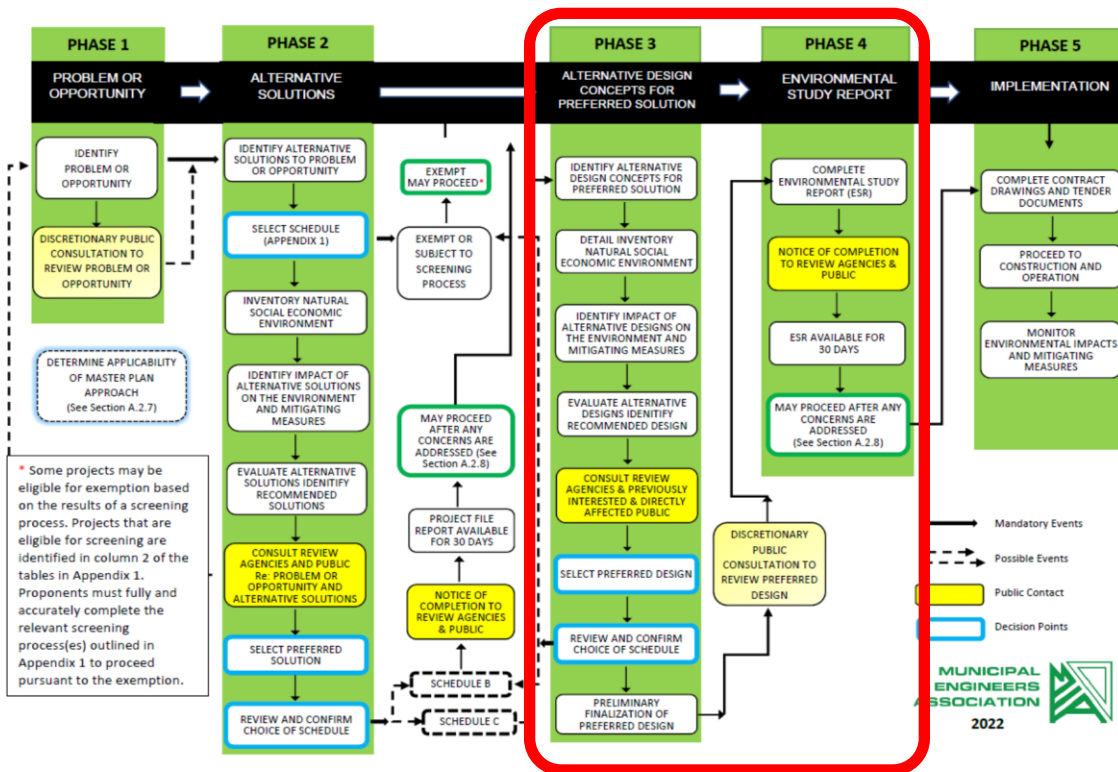 PHASE 1
PROBLEM OR
OPPORTUNITY
IDENTIFY
PROBLEM OR
OPPORTUNITY
DISCRETIONARY PUBLIC
CONSULTATION TO
REVIEW PROBLEM OR
OPPORTUNITY
DETERMINE APPLICABILITY
OF MASTER PLAN
APPROACH
(See Section A.2.7)
* Some projects may be
eligible for exemption based
on the results of a screening
process. Projects that are
eligible for screening are
identified in column 2 of the
tables in Appendix 1.
Proponents must fully and
accurately complete the
relevant screening
process(es) outlined in
Appendix 1 to proceed
pursuant to the exemption.
PHASE 2
ALTERNATIVE
SOLUTIONS
IDENTIFY ALTERNATIVE
SOLUTIONS TO PROBLEM
OR OPPORTUNITY
SELECT SCHEDULE
(APPENDIX 1)
INVENTORY NATURAL
SOCIAL ECONOMIC
ENVIRONMENT
IDENTIFY IMPACT OF
ALTERNATIVE SOLUTIONS
ON THE ENVIRONMENT
AND MITIGATING
MEASURES
EVALUATE ALTERNATIVE
SOLUTIONS IDEITIFY
RECOMMENDED
SOLUTIONS
CONSULT REVIEW
AGENCIES AND PUBLIC
Re: PROBLEM OR
OPPORTUNITY AND
ALTERNATIVE SOLUTIONS
SELECT PREFERRED
SOLUTION
REVIEW AND CONFIRM
CHOICE OF SCHEDULE
EXEMPT
MAY PROCEED*
EXEMPT OR
SUBJECT TO
SCREENING
PROCESS
MAY PROCEED
AFTER ANY
CONCERNS ARE
ADDRESSED (See
Section A.2.8)
PROJECT FILE
REPORT AVAILABLE
FOR 30 DAYS
NOTICE OF
COMPLETION TO
REVIEW AGENCIES
& PUBLIC
SCHEDULE B
SCHEDULE C
PHASE 3
ALTERNATIVE DESIGN
CONCEPTS FOR
PREFERRED SOLUTION
IDENTIFY ALTERNATIVE
DESIGN CONCEPTS FOR
PREFERRED SOLUTION
DETAIL INVENTORY
NATURAL SOCIAL
ECONOMIC ENVIRONMENT
IDENTIFY IMPACT OF
ALTERNATIVE DESIGNS ON
THE ENVIRONMENT AND
MITIGATING MEASURES
EVALUATE ALTERNATIVE
DESIGNS IDEITIFY
RECOMMENDED DESIGN
CONSULT REVIEW
AGENCIES & PREVIOUSLY
INTERESTED & DIRECTLY
AFFECTED PUBLIC
SELECT PREFERRED DESIGN
REVIEW AND CONFIRM
CHOICE OF SCHEDULE
PRELIMINARY
FINALIZATION OF
PREFERRED DESIGN
DISCRETIONARY
PUBLIC
CONSULTATION TO
REVIEW PREFERRED
DESIGN
PHASE 4
ENVIRONMENTAL
STUDY REPORT
COMPLETE
ENVIRONMENTAL STUDY
REPORT (ESR)
NOTICE OF COMPLETION
TO REVIEW AGENCIES &
PUBLIC
ESR AVAILABLE FOR
30 DAYS
MAY PROCEED AFTER ANY
CONCERNS ARE
ADDRESSED
(See Section A.2.8)
PHASE 5
IMPLEMENTATION
COMPLETE CONTRACT
DRAWINGS AND TENDER
DOCUMENTS
PROCEED TO
CONSTRUCTION AND
OPERATION
MONITOR
ENVIRONMENTAL IMPACTS
AND MITIGATING
MEASURES
Mandatory Events
Possible Events
Public Contact
Decision Points
MUNICIPAL
ENGINEERS
ASSOCIATION
2022